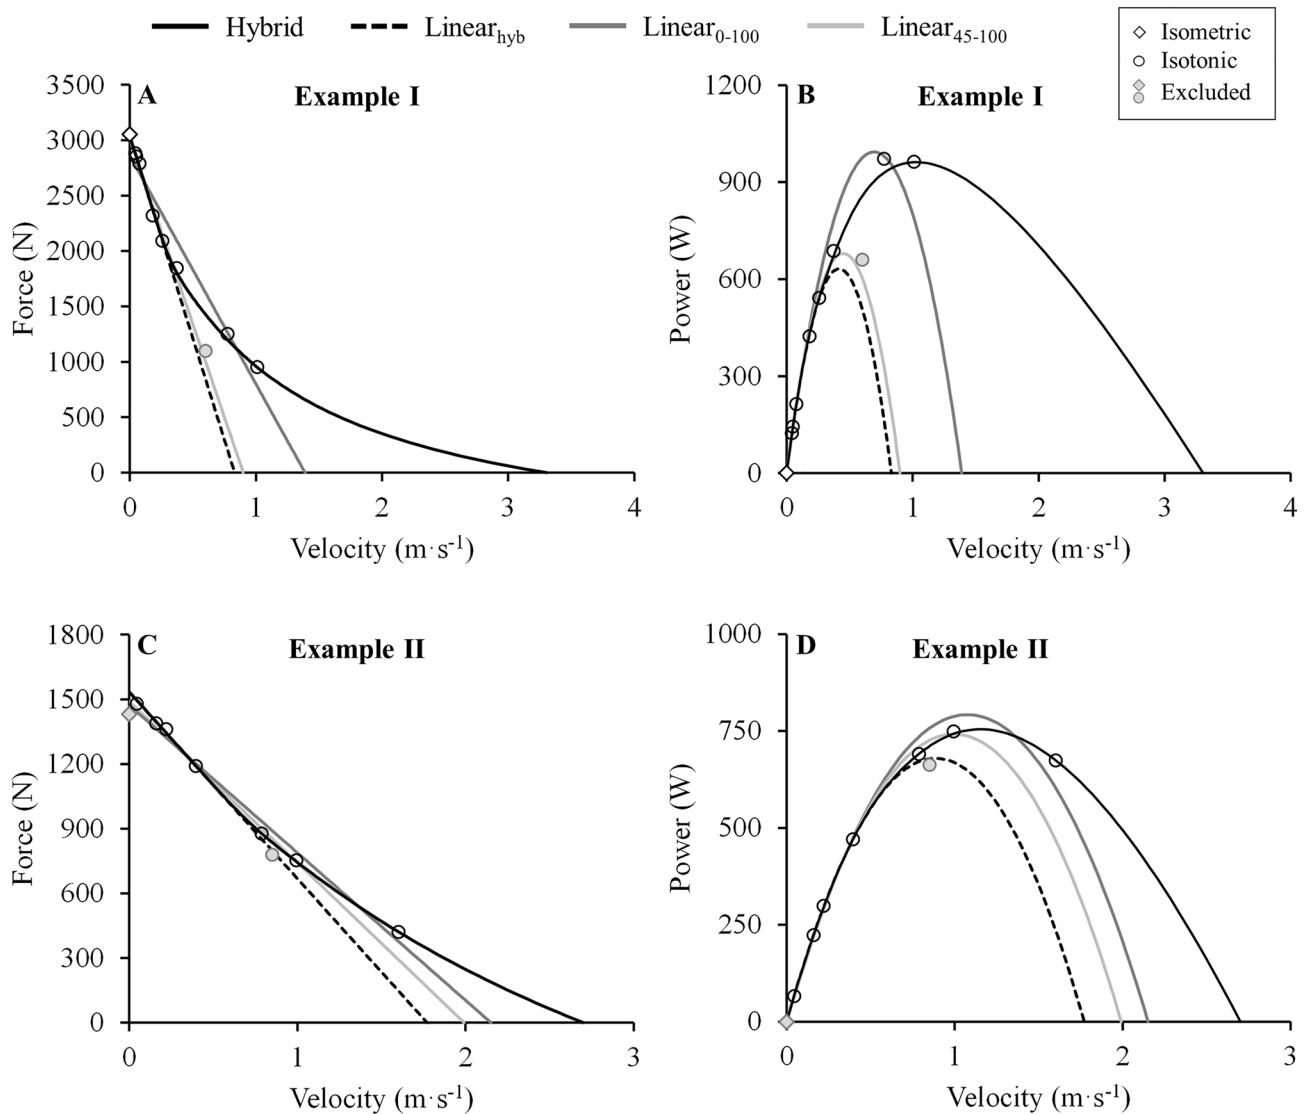 Hybrid Linearhyb Linear0-100 Linear45-100
Isometric
Isotonic
Excluded
A Example I
3500
3000
2500
2000
1500
1000
500
0
Force (N)
0 1 2 3 4
Velocity (m·s-1)
B Example I
1200
900
600
300
0
Power (W)
0 1 2 3 4
Velocity (m·s-1)
C Example II
1800
1500
1200
900
600
300
0
Force (N)
0 1 2 3
Velocity (m·s-1)
D Example II
1000
750
500
250
0
Power (W)
0 1 2 3
Velocity (m·s-1)